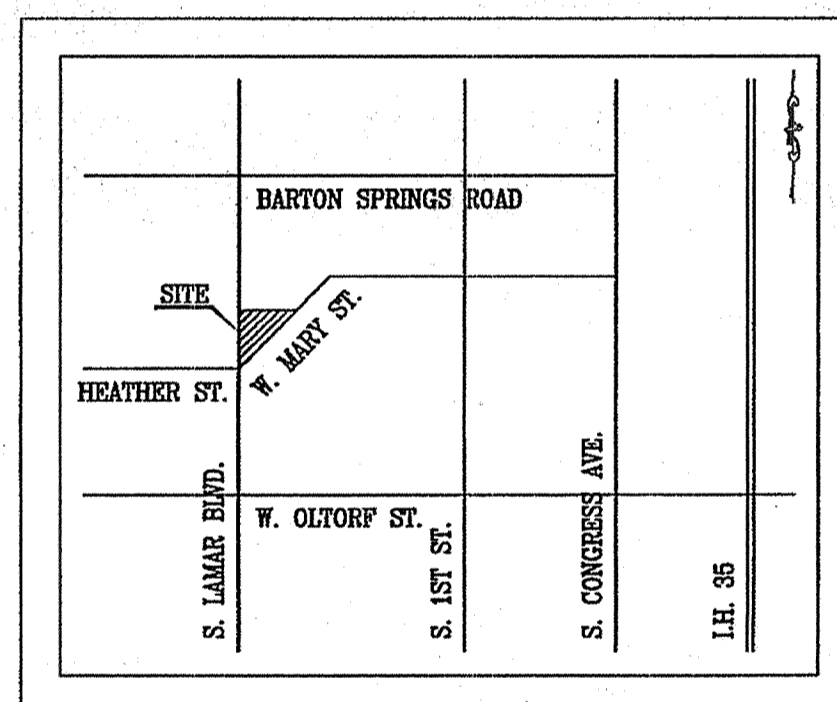 BARTON SPRINGS ROAD
SITE
W. MARY ST.
HEATHER ST.
S. LAMAR BLVD.
W. OLTORF ST.
S. 1ST ST.
S. CONGRESS AVE.
I.H. 35